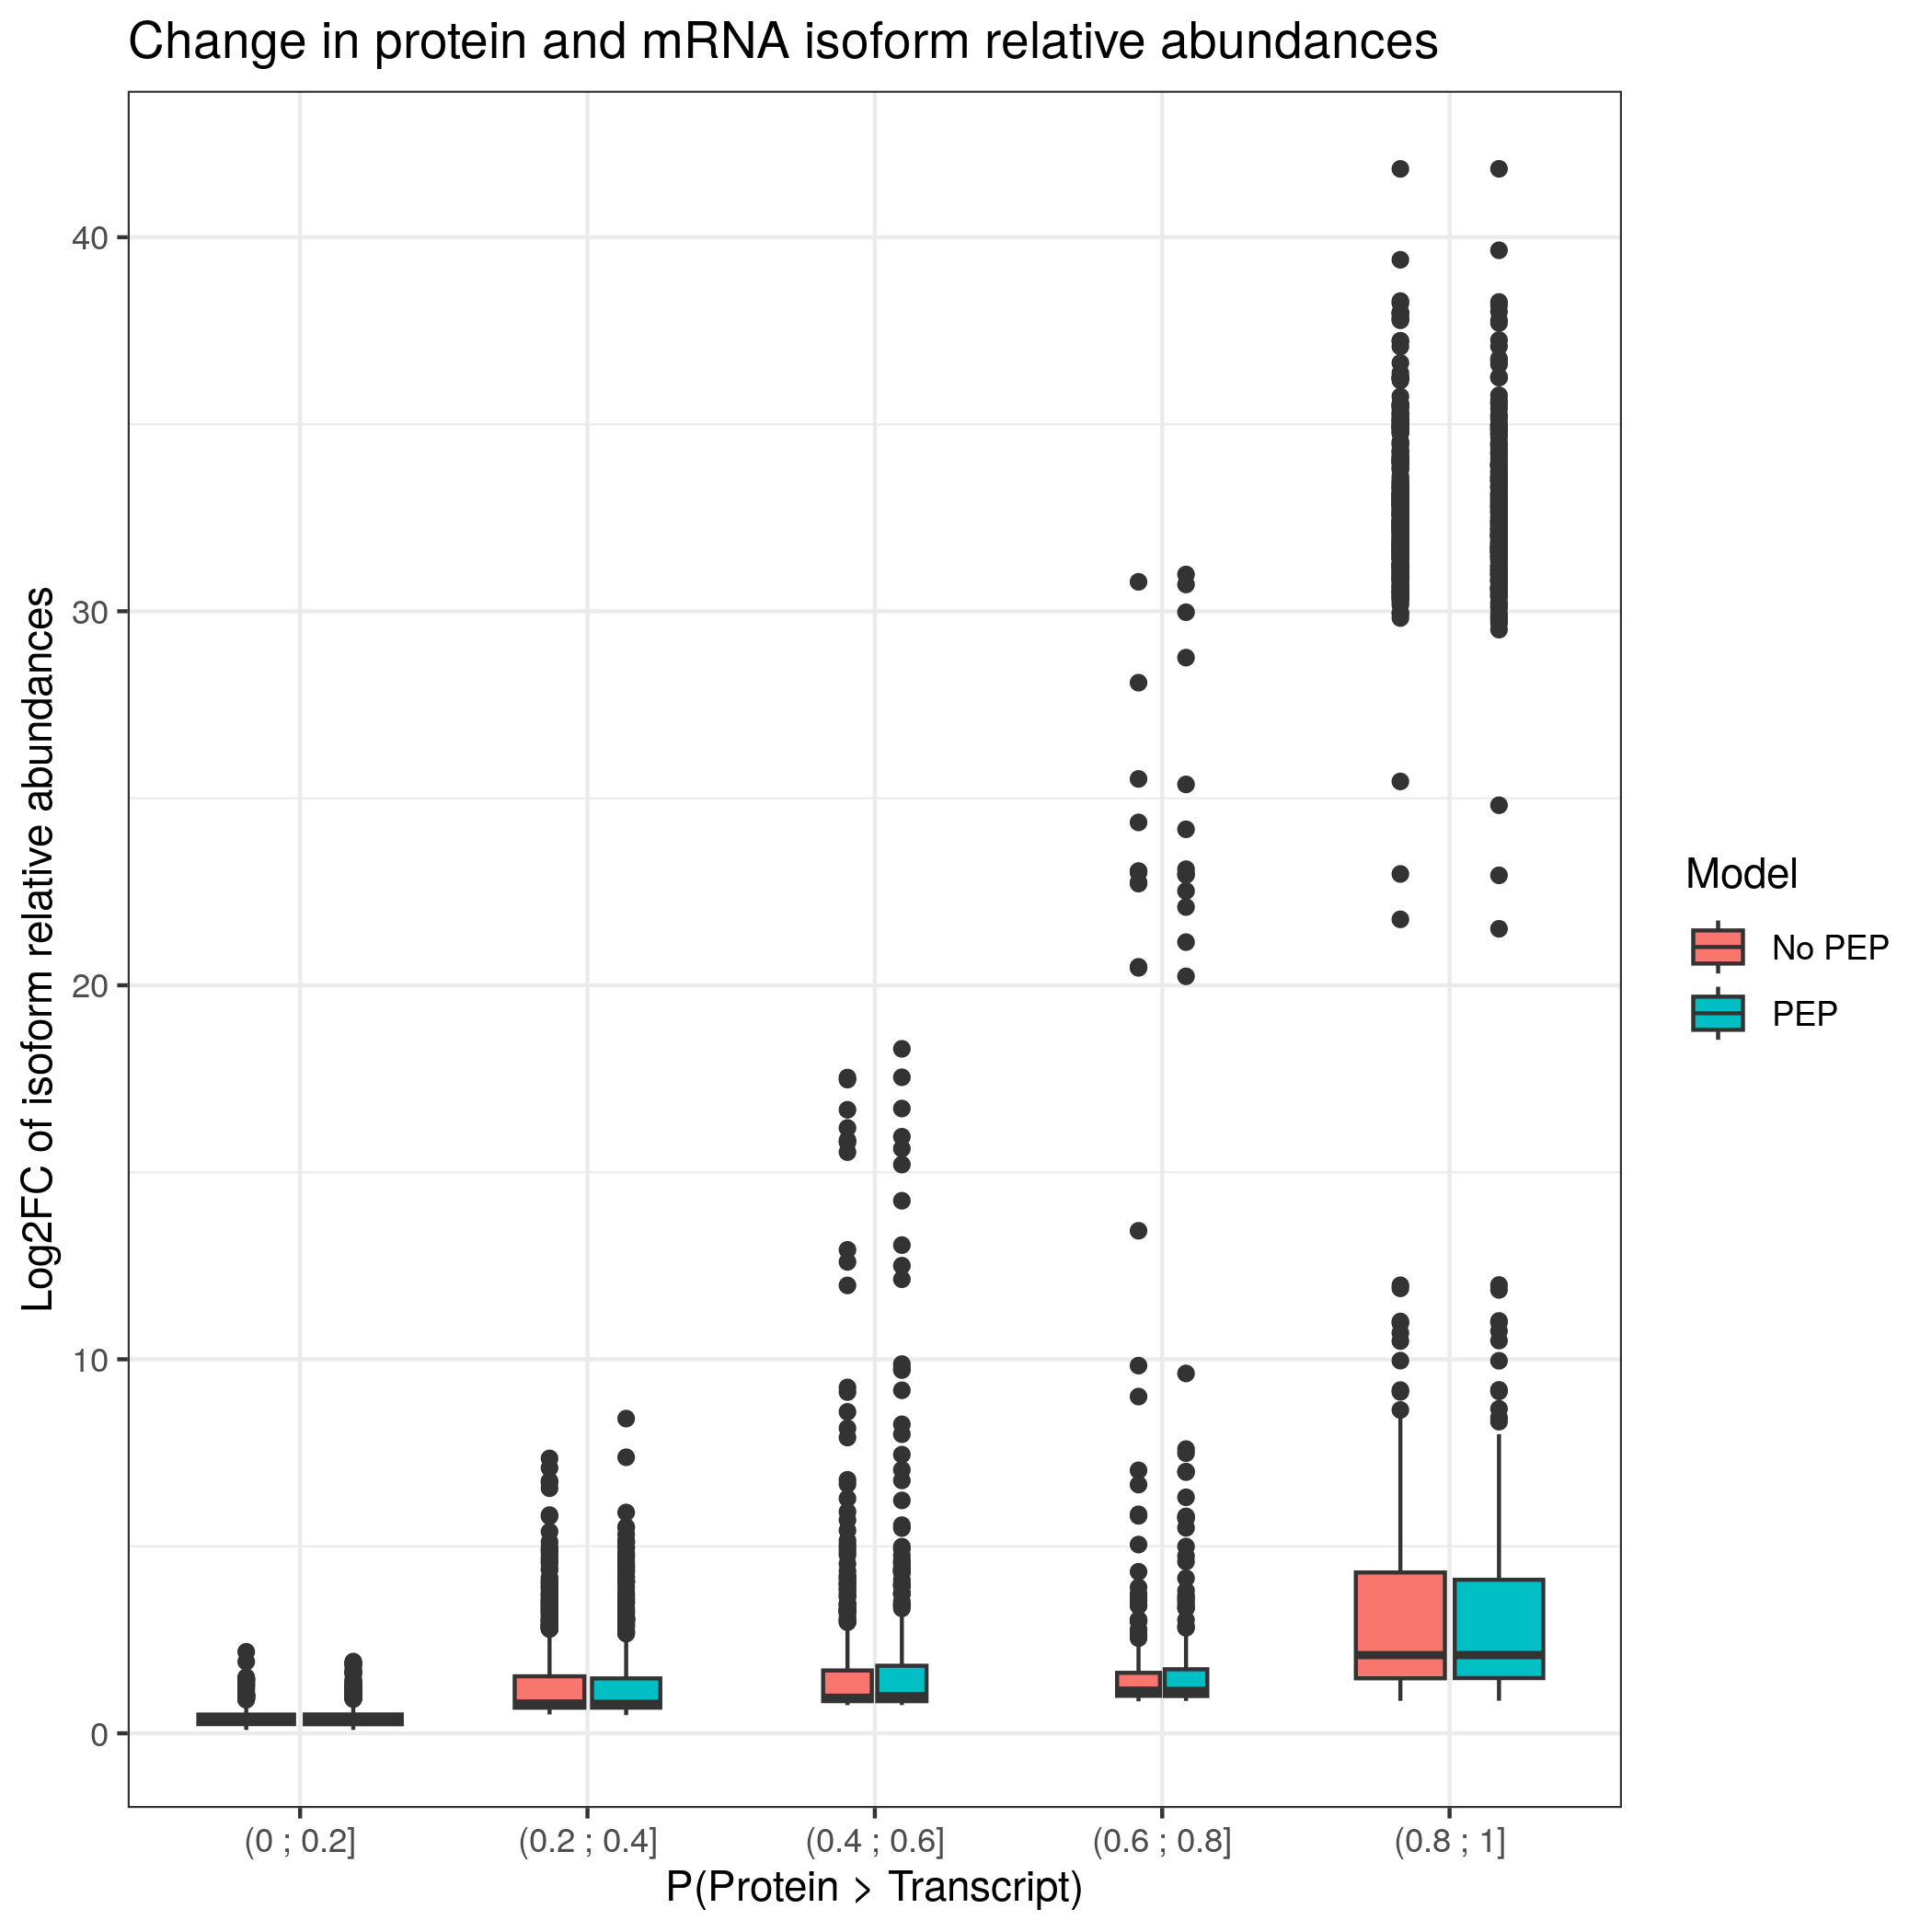 Change in protein and mRNA isoform relative abundances
Log2FC of isoform relative abundances
40
30
20
10
0
(0 ; 0.2]
(0.2 ; 0.4]
(0.4 ; 0.6]
(0.6 ; 0.8]
(0.8 ; 1]
P(Protein > Transcript)
Model
No PEP
PEP